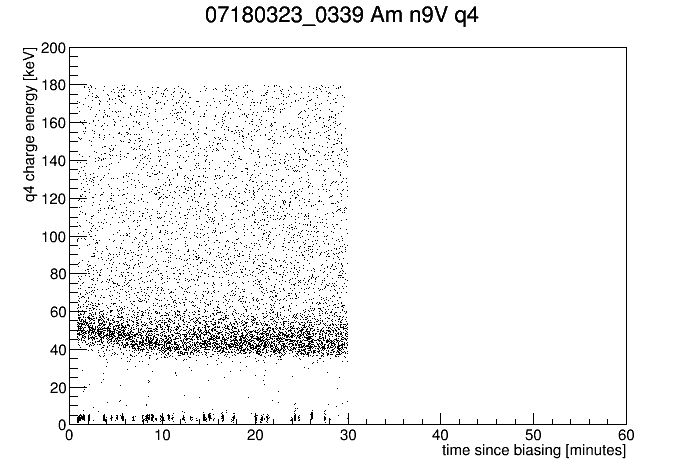 07180323_0339 Am n9V q4
q4 charge energy [keV]
200
180
160
140
120
100
80
60
40
20
0
0 10 20 30 40 50 60
time since biasing [minutes]